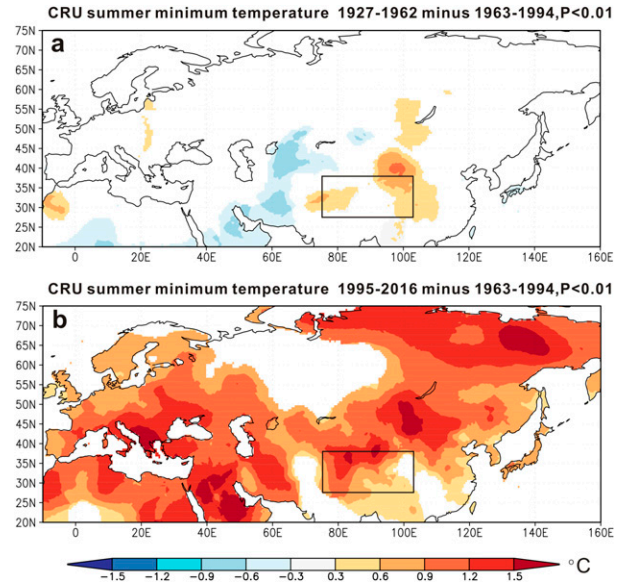 CRU summer minimum temperature 1927-1962 minus 1963-1994,P<0.01
a
75N
70N
65N
60N
55N
50N
45N
40N
35N
30N
25N
20N
0 20E 40E 60E 80E 100E 120E 140E 160E
CRU summer minimum temperature 1995-2016 minus 1963-1994,P<0.01
b
75N
70N
65N
60N
55N
50N
45N
40N
35N
30N
25N
20N
0 20E 40E 60E 80E 100E 120E 140E 160E
°C
−1.5 −1.2 −0.9 −0.6 −0.3 0.3 0.6 0.9 1.2 1.5